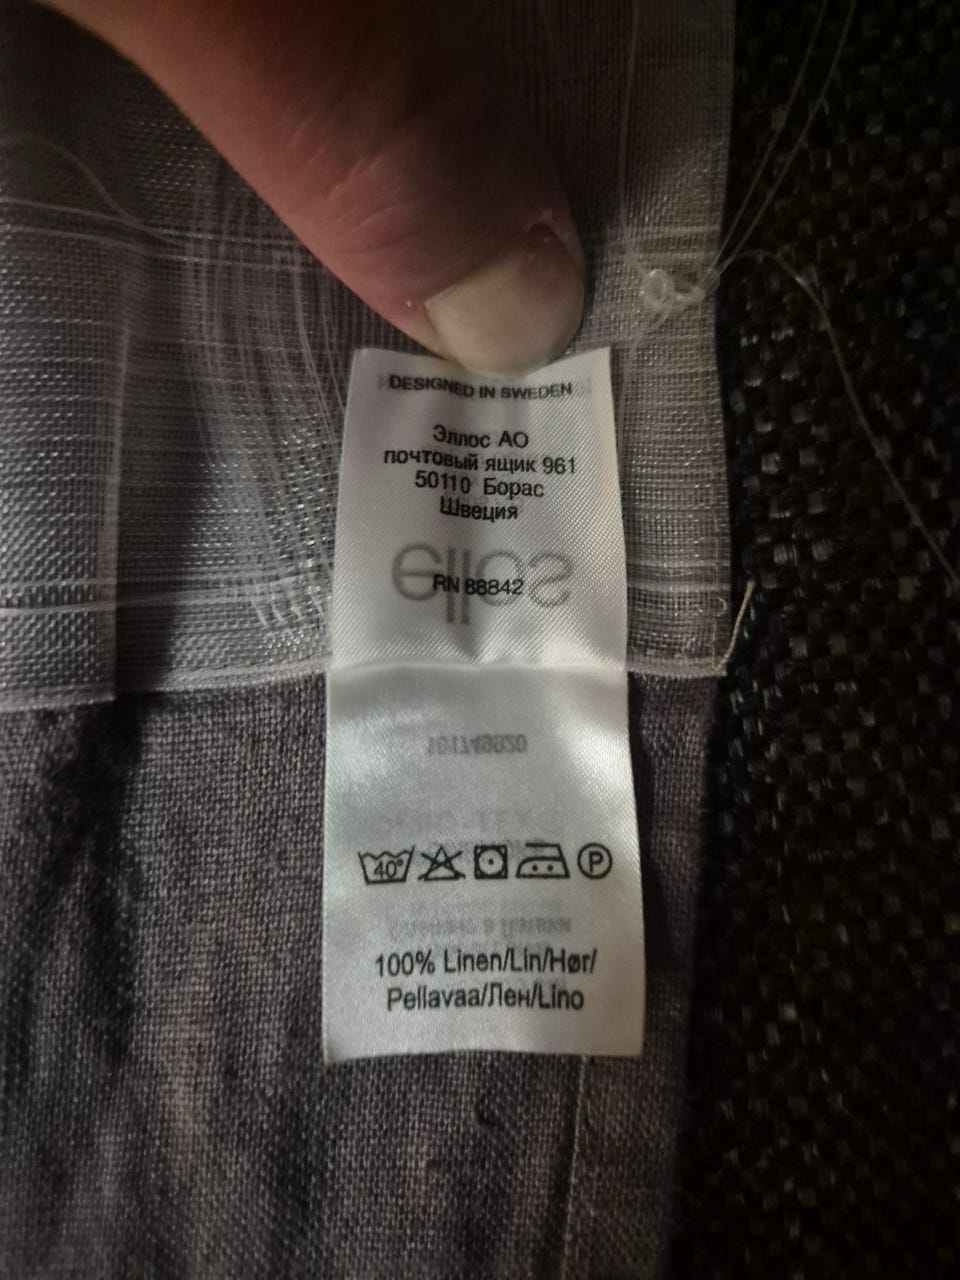 DESIGNED IN SWEDEN
Эллос АО
почтовый ящик 961
50110 Борас
Швеция
ellos
RN 88842
40°
P
100% Linen/Lin/Hør/
Pellavaa/Лен/Lino